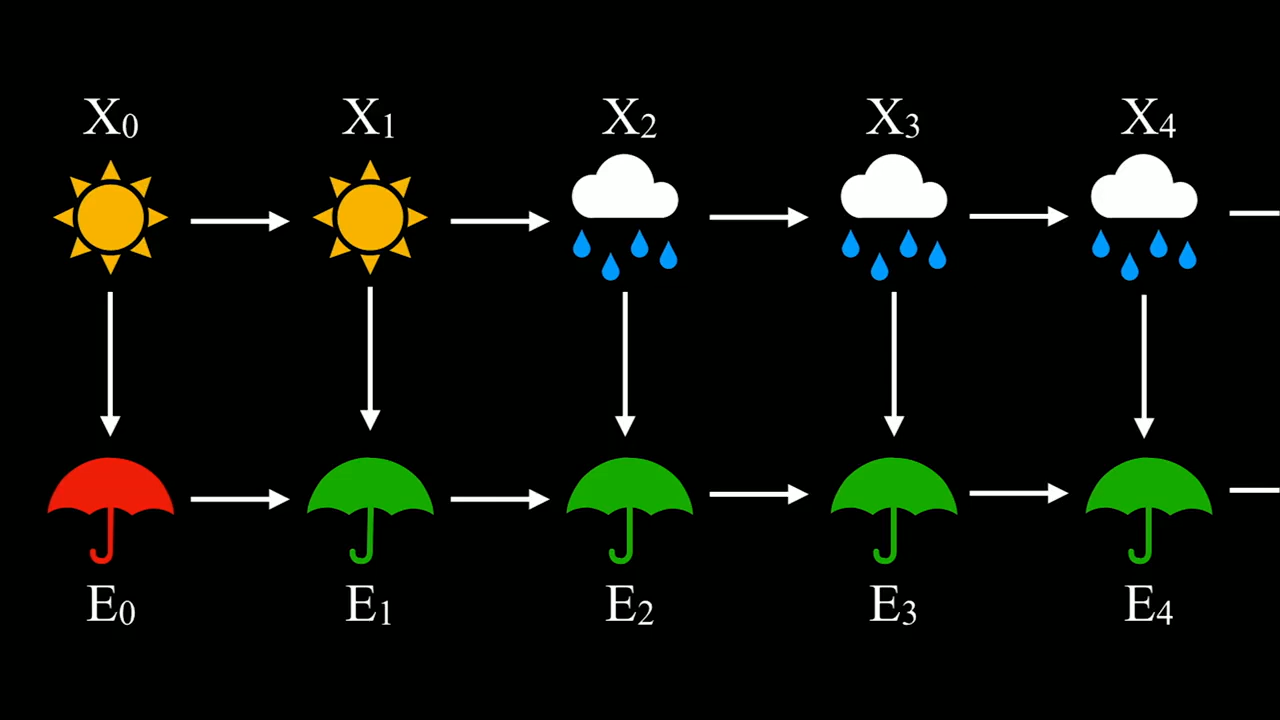 X₀ X₁ X₂ X₃ X₄
E₀ E₁ E₂ E₃ E₄